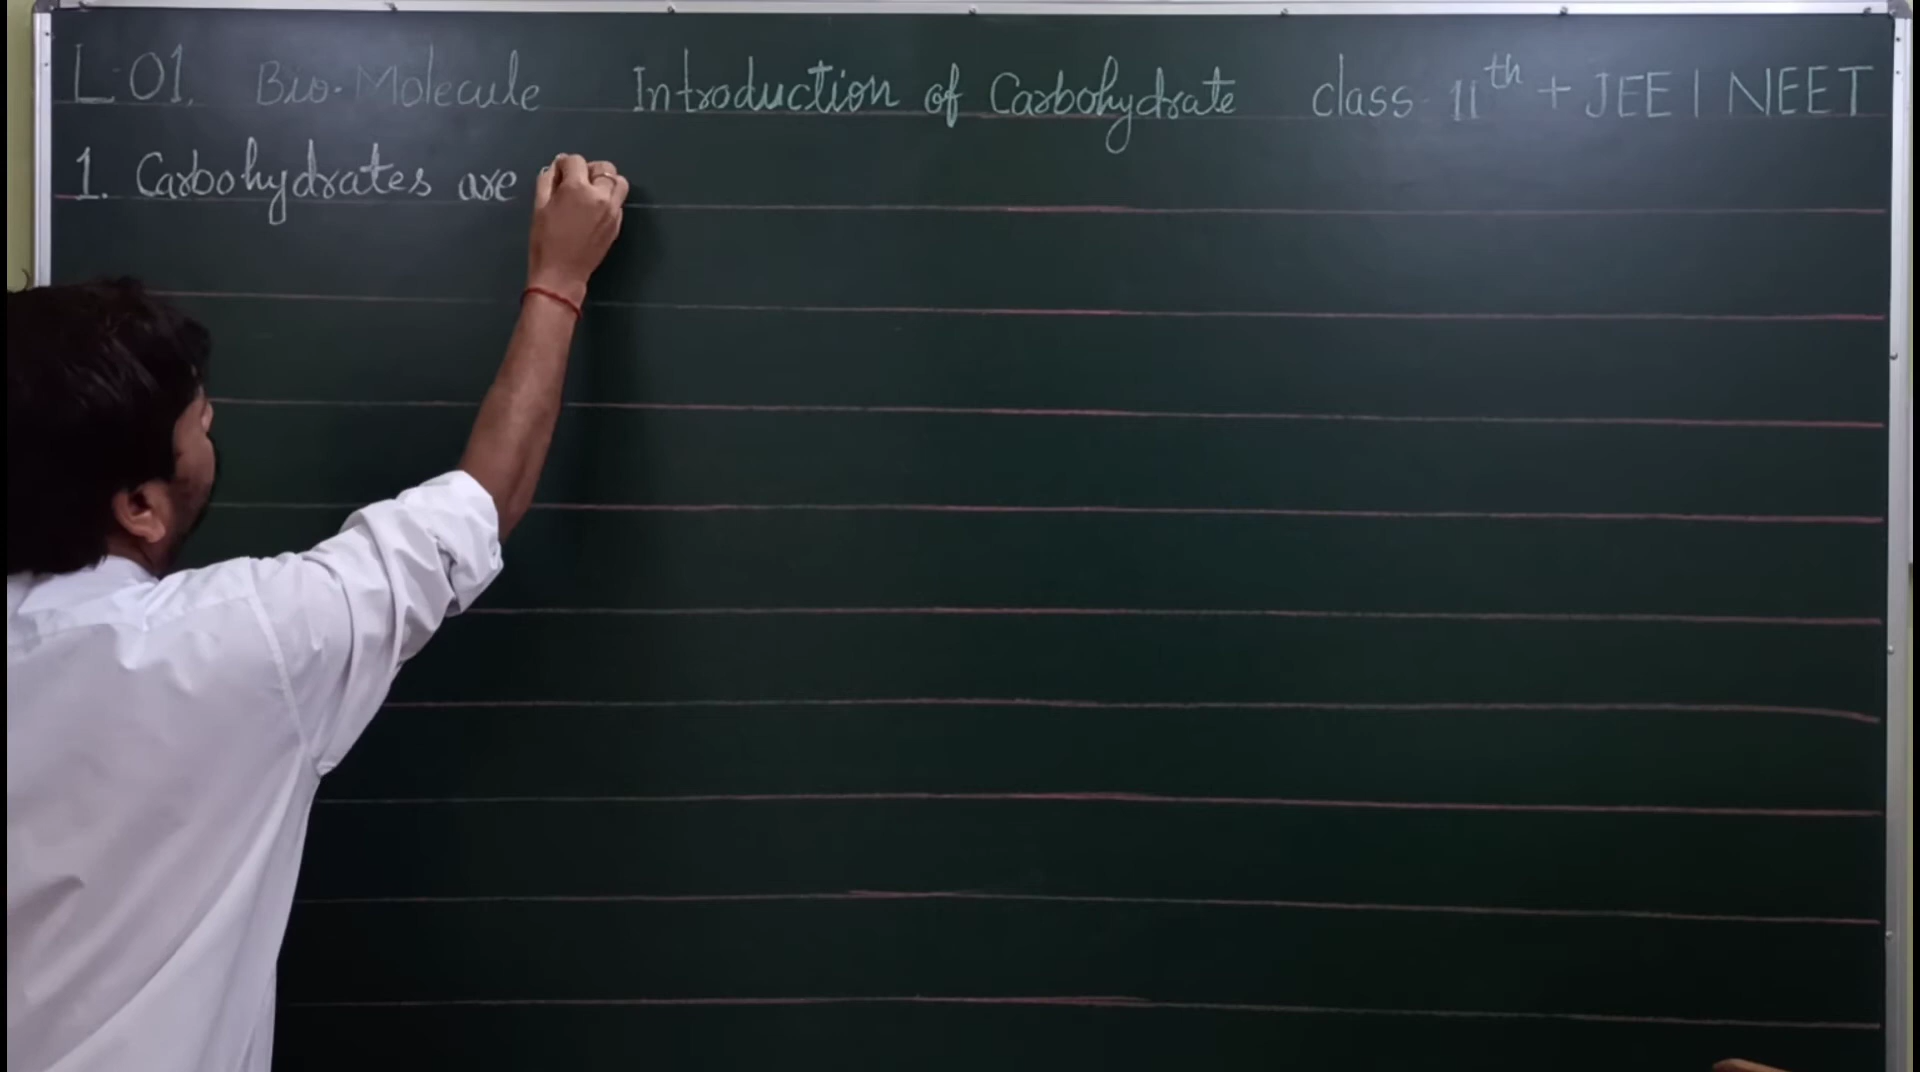 L-01. Bio-Molecule Introduction of Carbohydrate class- 11th + JEE | NEET
1. Carbohydrates are